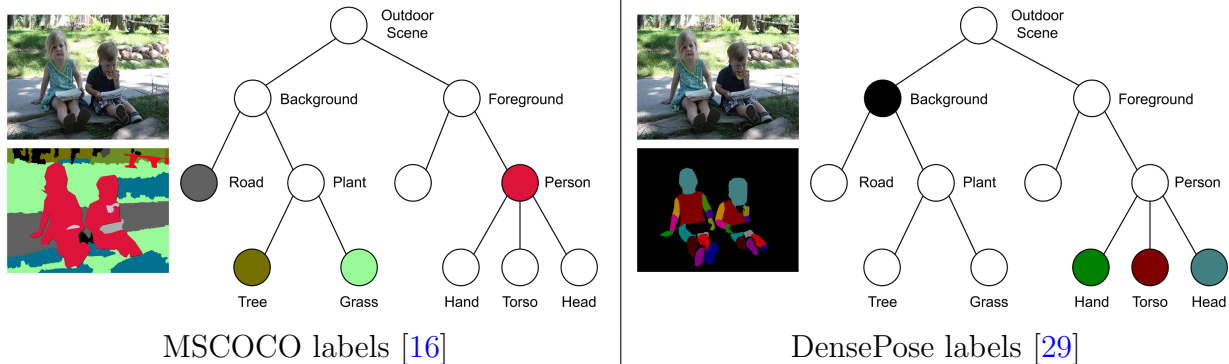 Outdoor
Scene
Background
Foreground
Road
Plant
Person
Tree
Grass
Hand
Torso
Head
MSCOCO labels [16]
Outdoor
Scene
Background
Foreground
Road
Plant
Person
Tree
Grass
Hand
Torso
Head
DensePose labels [29]